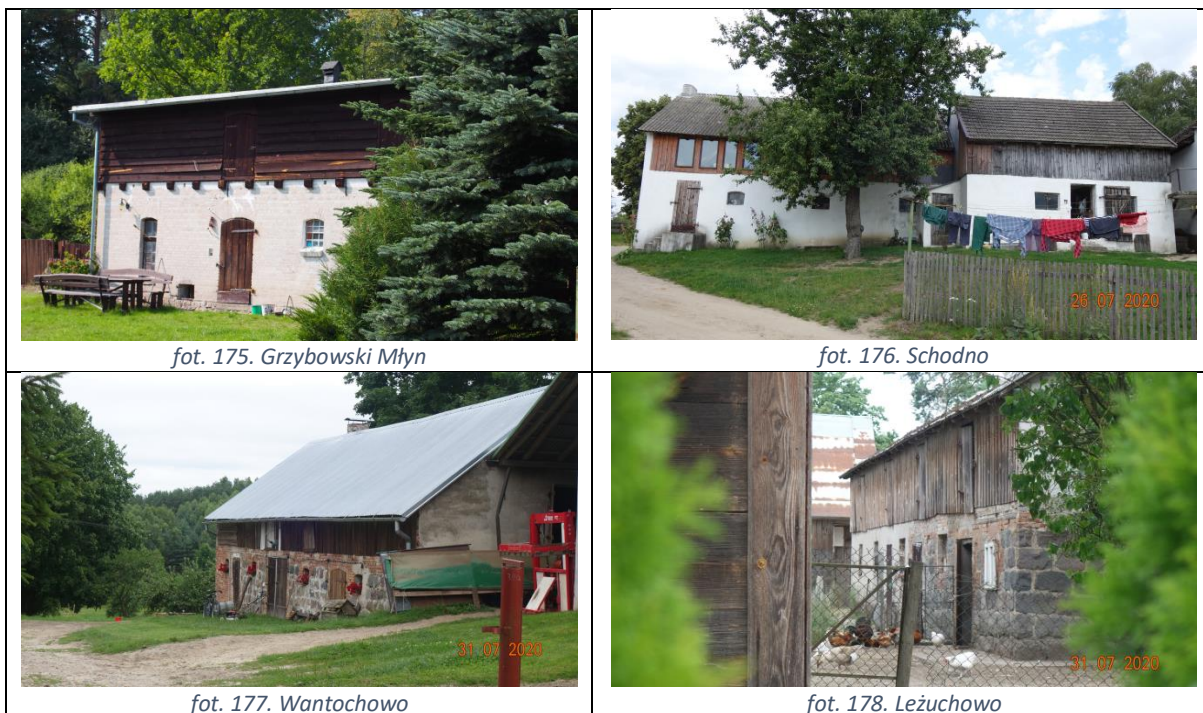 fot. 175. Grzybowski Młyn
26 07 2020
fot. 176. Schodno
31 07 2020
fot. 177. Wantochowo
31 07 2020
fot. 178. Leżuchowo